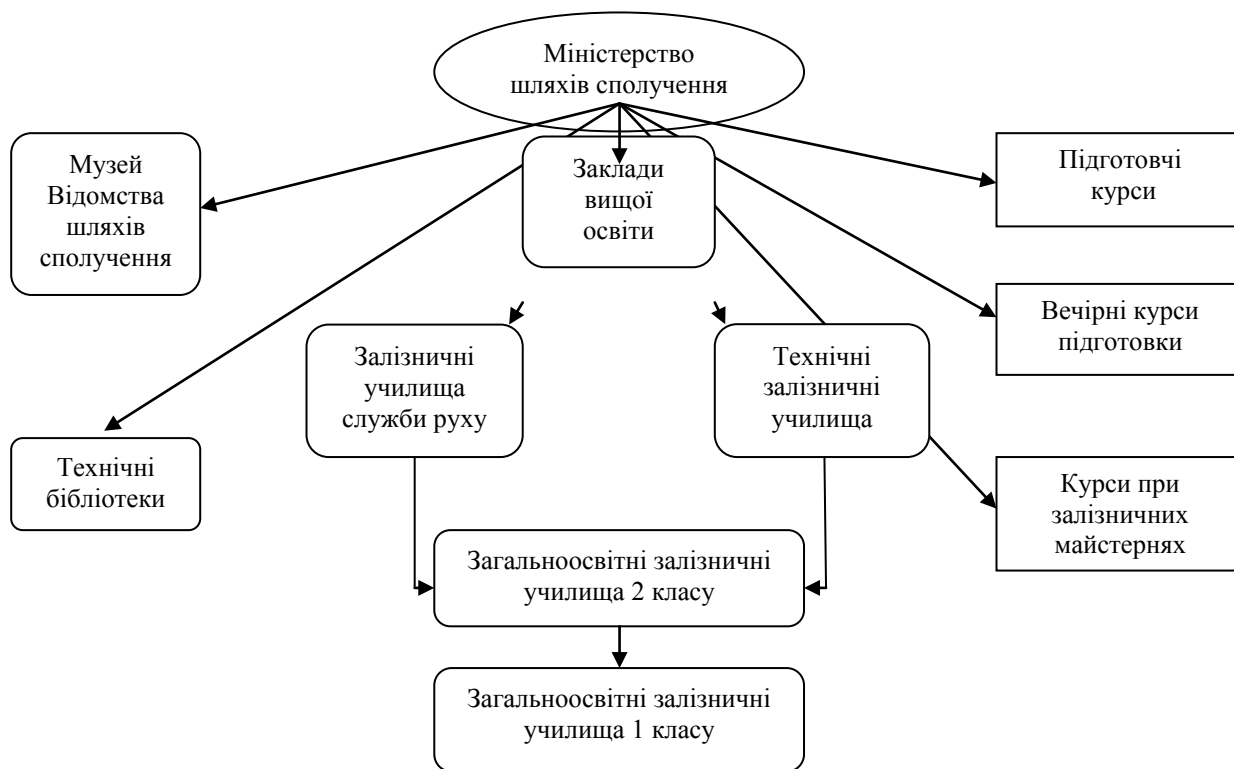 Міністерство
шляхів сполучення
Музей
Відомства
шляхів
сполучення
Заклади
вищої
освіти
Підготовчі
курси
Вечірні курси
підготовки
Залізничні
училища
служби руху
Технічні
залізничні
училища
Технічні
бібліотеки
Курси при
залізничних
майстернях
Загальноосвітні залізничні
училища 2 класу
Загальноосвітні залізничні
училища 1 класу